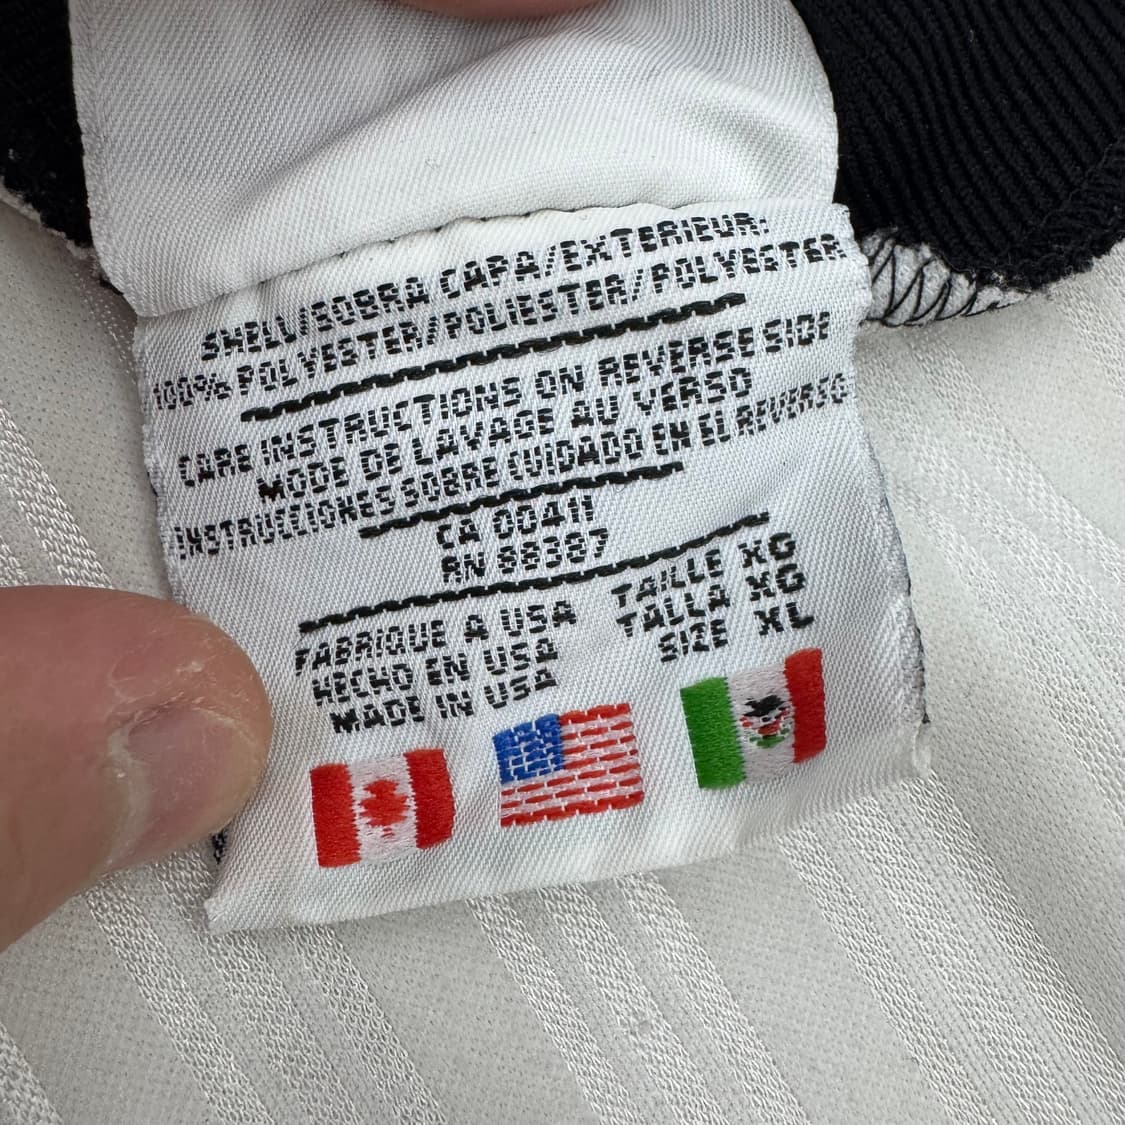 SHELL/SOBRA CAPA/EXTERIEUR:
100% POLYESTER/POLIESTER/POLYESTER
CARE INSTRUCTIONS ON REVERSE SIDE
MODE DE LAVAGE AU VERSO
INSTRUCCIONES SOBRE CUIDADO EN EL REVERSO
CA 00411
RN 88387
FABRIQUE A USA
HECHO EN USA
MADE IN USA
TAILLE XG
TALLA XG
SIZE XL